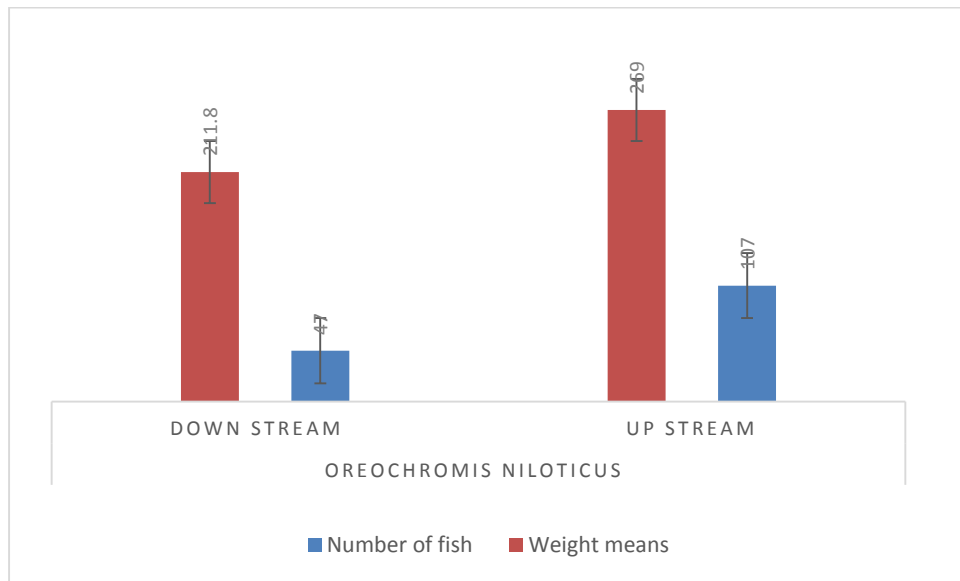 211.8
47
269
107
DOWN STREAM
UP STREAM
OREOCHROMIS NILOTICUS
Number of fish
Weight means